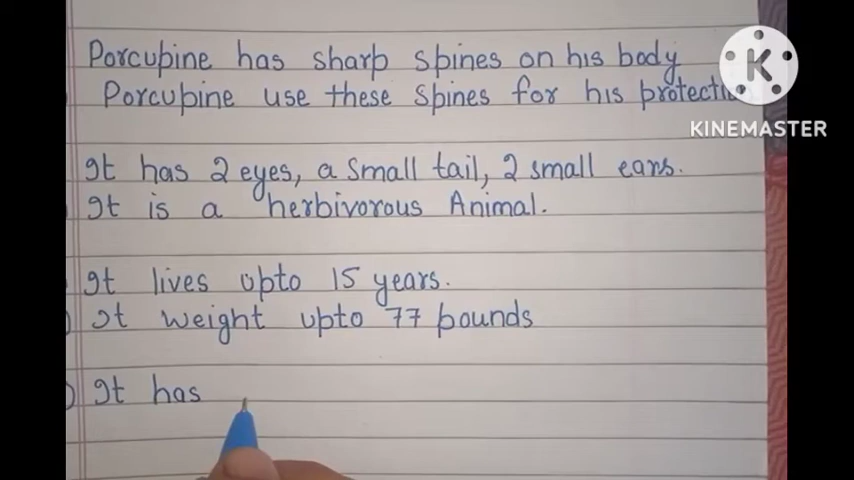 Porcupine has sharp spines on his body
Porcupine use these spines for his protecti
It has 2 eyes, a small tail, 2 small ears.
It is a herbivorous Animal.
It lives upto 15 years.
It weight upto 77 pounds
It has
K
KINEMASTER